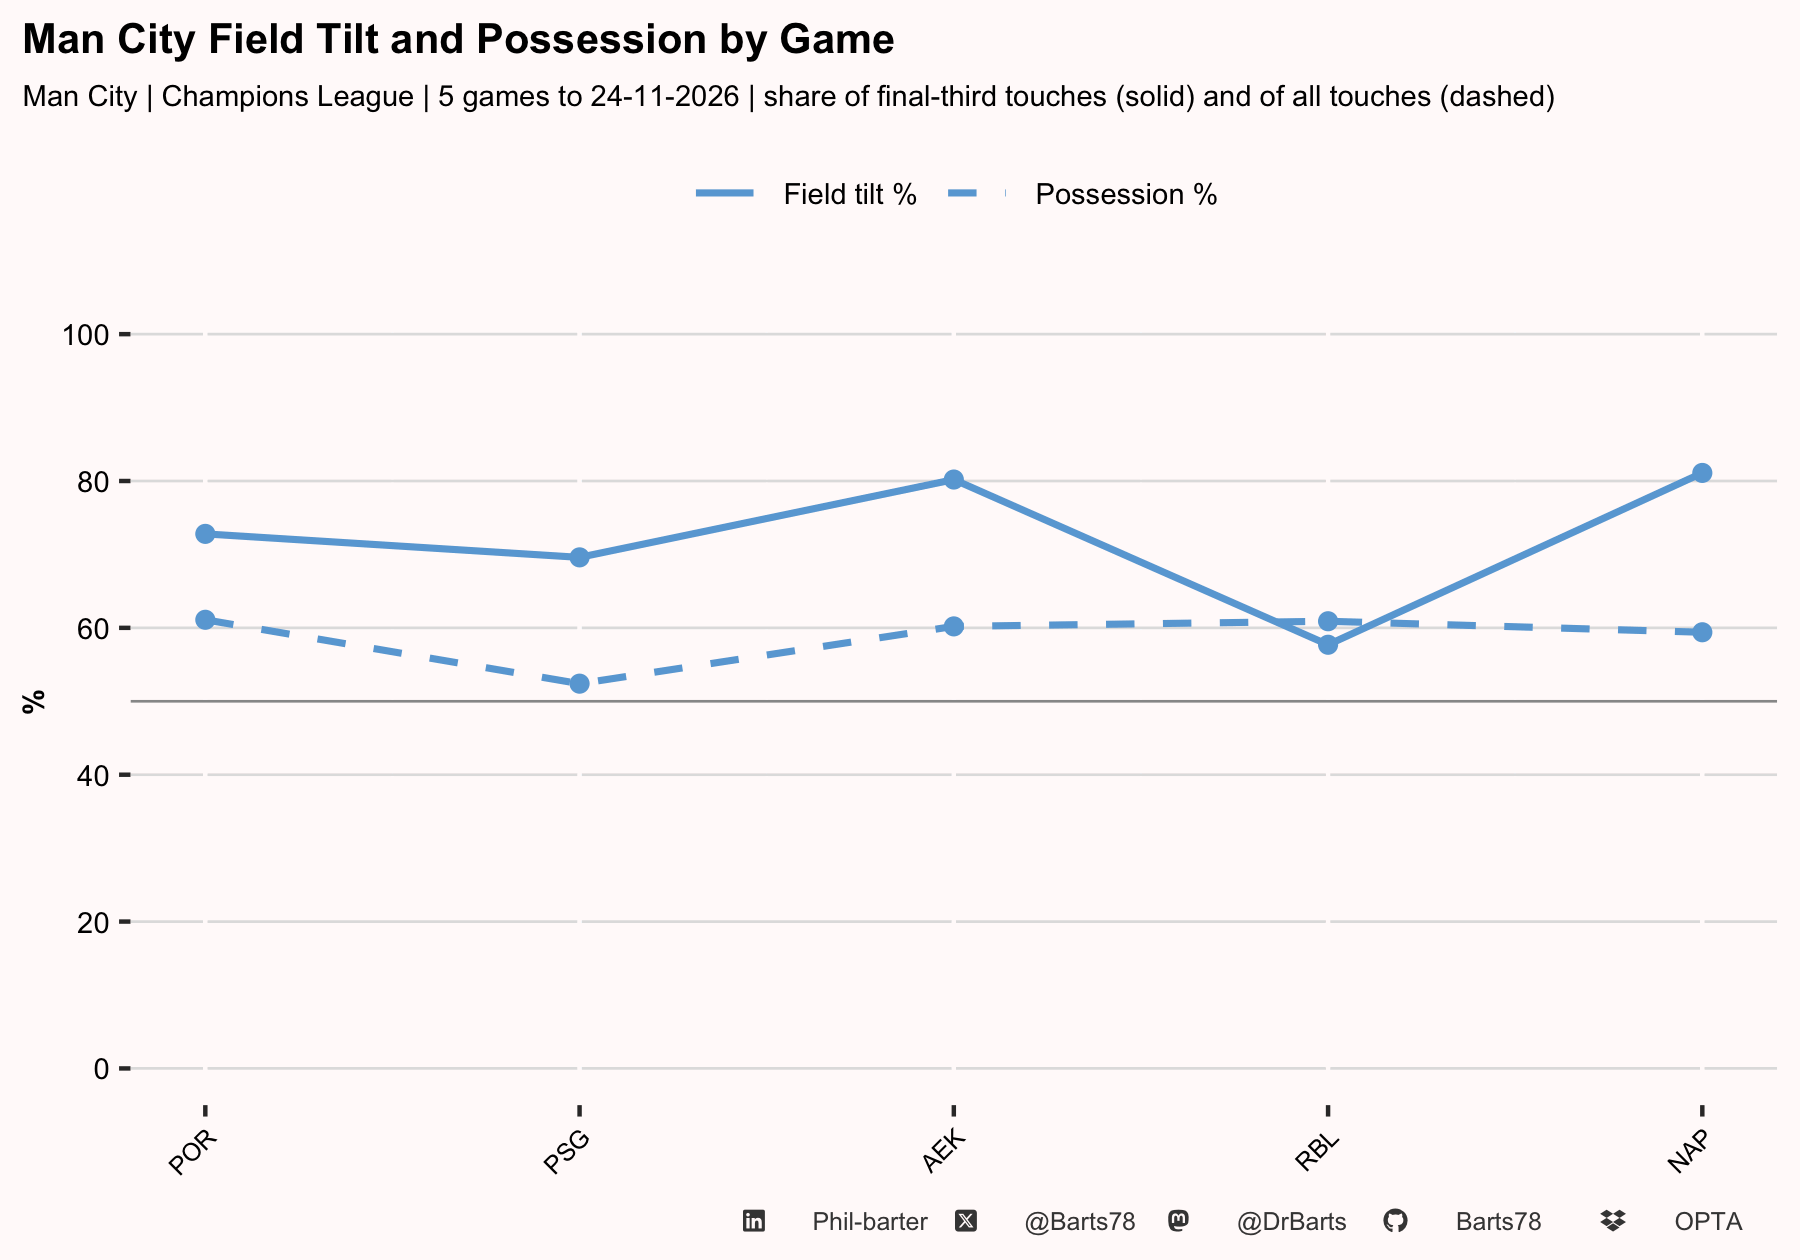 Man City Field Tilt and Possession by Game
Man City | Champions League | 5 games to 24-11-2026 | share of final-third touches (solid) and of all touches (dashed)
Field tilt % Possession %
100
80
60
%
40
20
0
POR PSG AEK RBL NAP
Phil-barter @Barts78 @DrBarts Barts78 OPTA